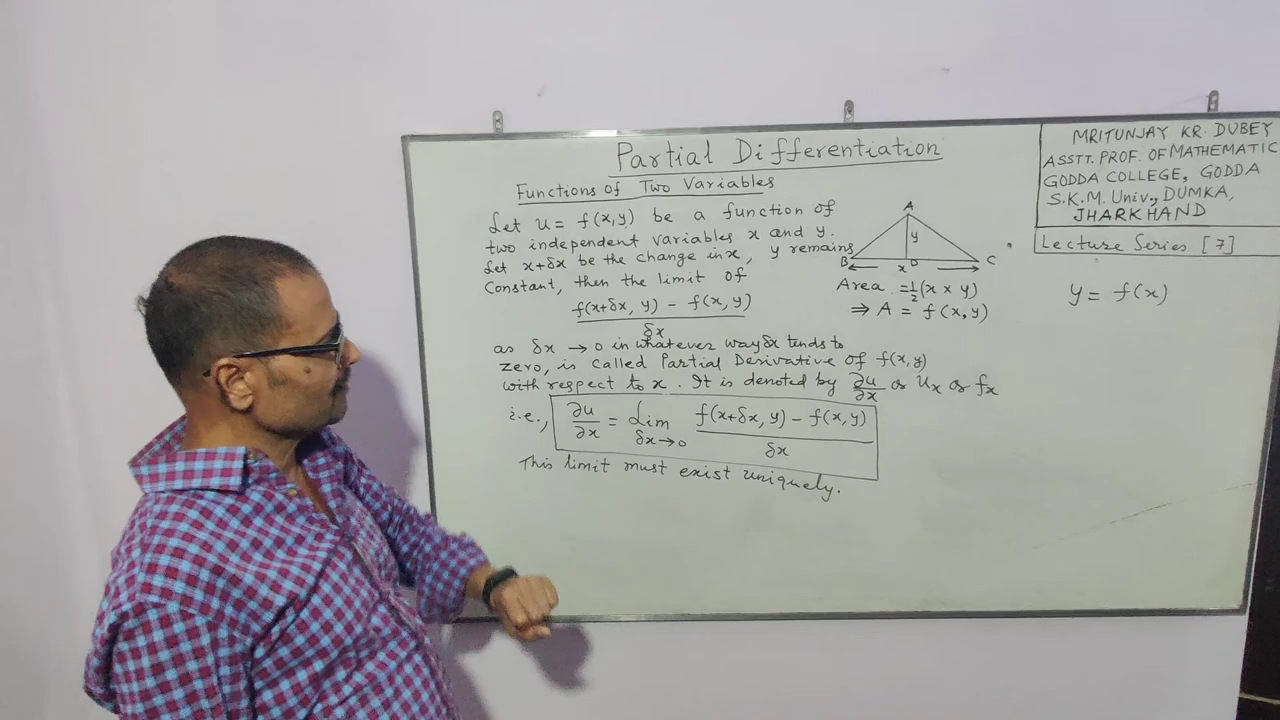 Partial Differentiation
Functions of Two Variables
Let u = f(x,y) be a function of
two independent variables x and y.
Let x+δx be the change in x, y remains
Constant, then the limit of
f(x+δx, y) - f(x,y)
δx
as δx → 0 in whatever way δx tends to
zero, is called Partial Derivative of f(x,y)
with respect to x. It is denoted by ∂u/∂x or Ux or fx
i.e., ∂u/∂x = Lim δx→0 f(x+δx, y) - f(x,y) / δx
This limit must exist uniquely.
A
y
B D C
x
Area = 1/2 (x × y)
⇒ A = f(x,y)
MRITUNJAY KR. DUBEY
ASSTT. PROF. OF MATHEMATIC
GODDA COLLEGE, GODDA
S.K.M. Univ., DUMKA,
JHARKHAND
Lecture Series [7]
y = f(x)